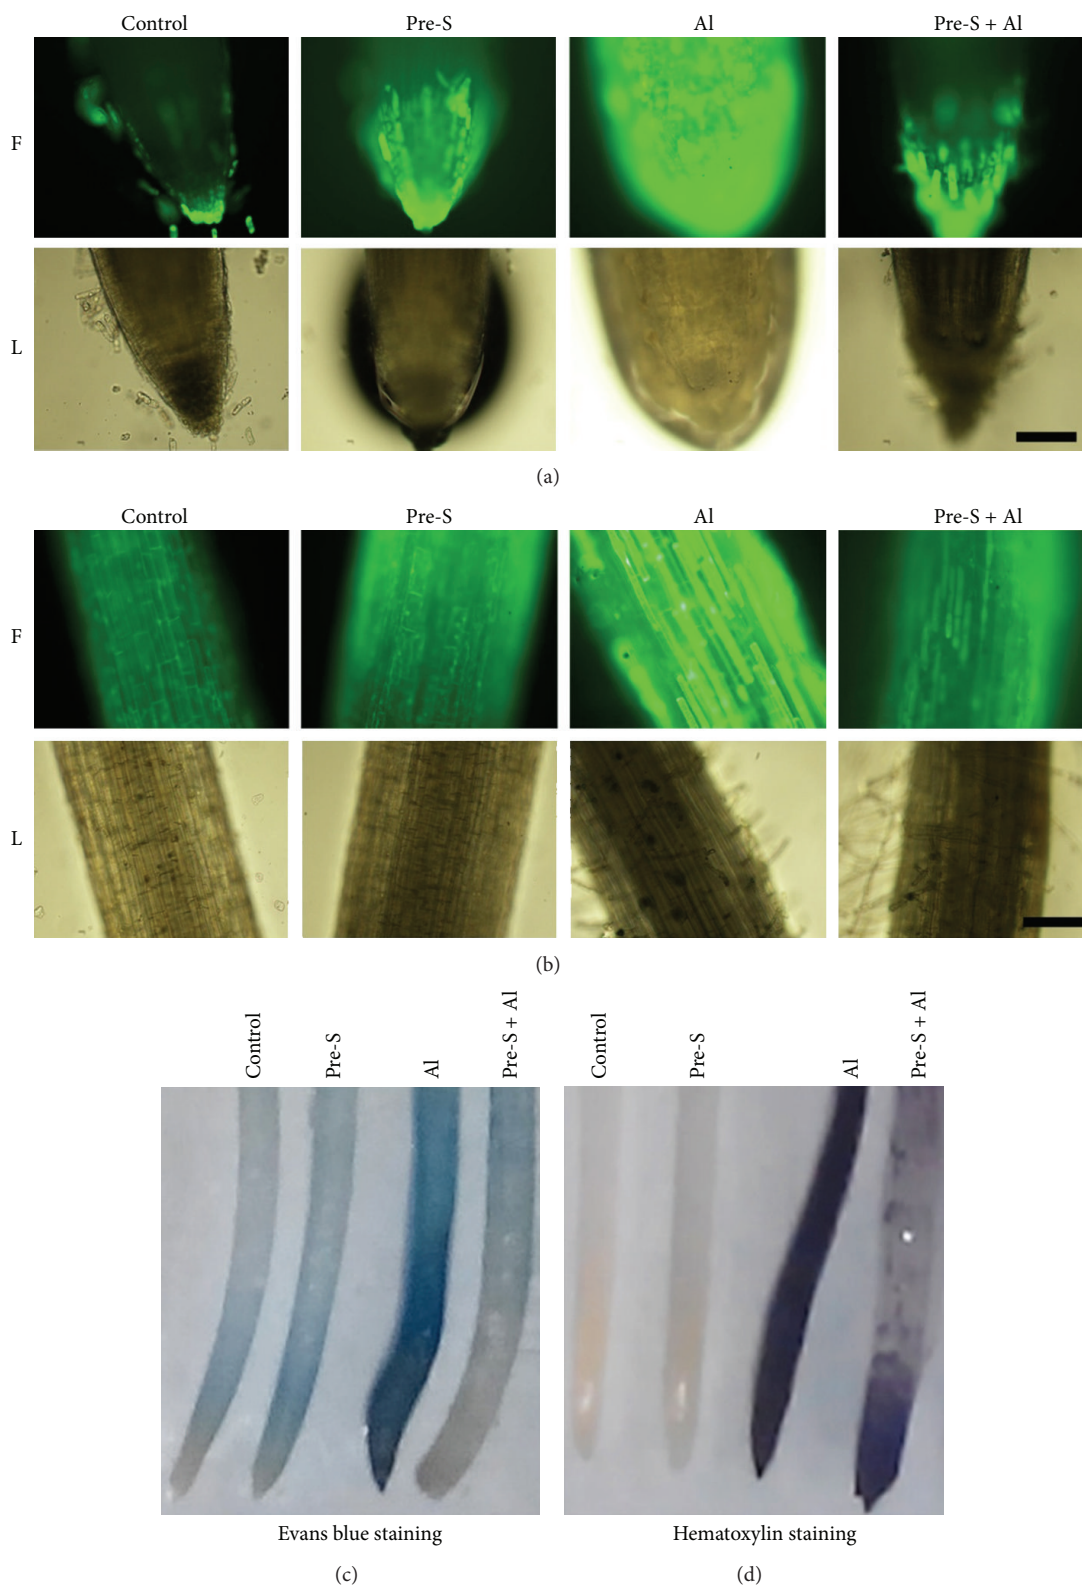 Control Pre-S Al Pre-S + Al
F
L
(a)
Control Pre-S Al Pre-S + Al
F
L
(b)
Control Pre-S Al Pre-S + Al Control Pre-S Al Pre-S + Al
Evans blue staining Hematoxylin staining
(c) (d)